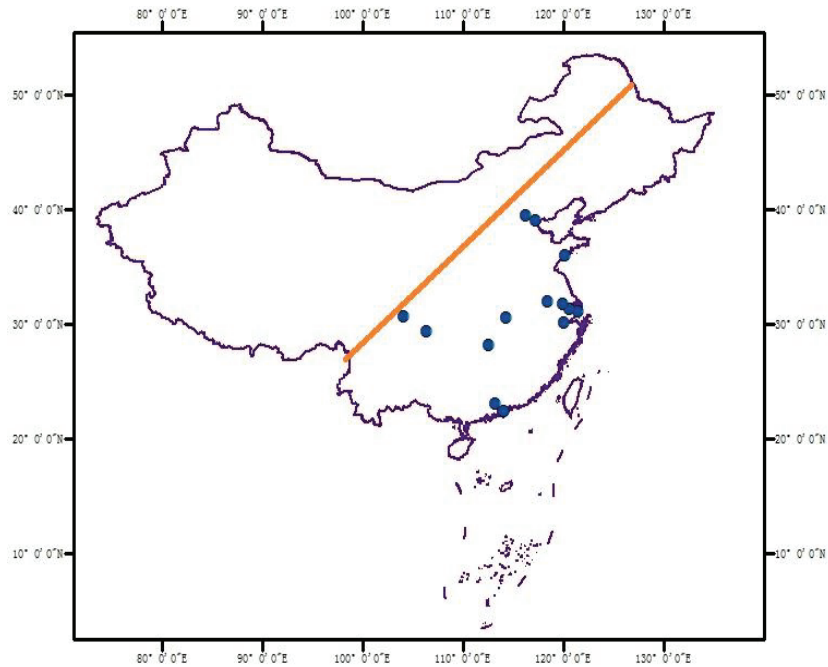 80° 0′ 0″E 90° 0′ 0″E 100° 0′ 0″E 110° 0′ 0″E 120° 0′ 0″E 130° 0′ 0″E
50° 0′ 0″N 50° 0′ 0″N
40° 0′ 0″N 40° 0′ 0″N
30° 0′ 0″N 30° 0′ 0″N
20° 0′ 0″N 20° 0′ 0″N
10° 0′ 0″N 10° 0′ 0″N
80° 0′ 0″E 90° 0′ 0″E 100° 0′ 0″E 110° 0′ 0″E 120° 0′ 0″E 130° 0′ 0″E